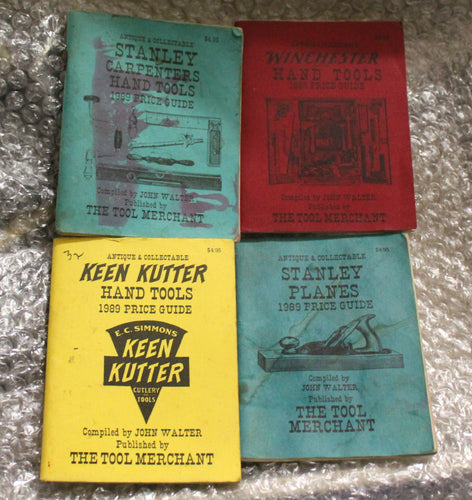 ANTIQUE & COLLECTABLE
$4.95
STANLEY
CARPENTERS
HAND TOOLS
1989 PRICE GUIDE
Compiled by JOHN WALTER
Published by
THE TOOL MERCHANT
WINCHESTER
HAND TOOLS
1989 PRICE GUIDE
Compiled by JOHN WALTER
Published by
THE TOOL MERCHANT
ANTIQUE & COLLECTABLE
$4.95
KEEN KUTTER
HAND TOOLS
1989 PRICE GUIDE
E.C. SIMMONS
KEEN
KUTTER
CUTLERY
TOOLS
Compiled by JOHN WALTER
Published by
THE TOOL MERCHANT
ANTIQUE & COLLECTABLE
$4.95
STANLEY
PLANES
1989 PRICE GUIDE
Compiled by
JOHN WALTER
Published by
THE TOOL
MERCHANT